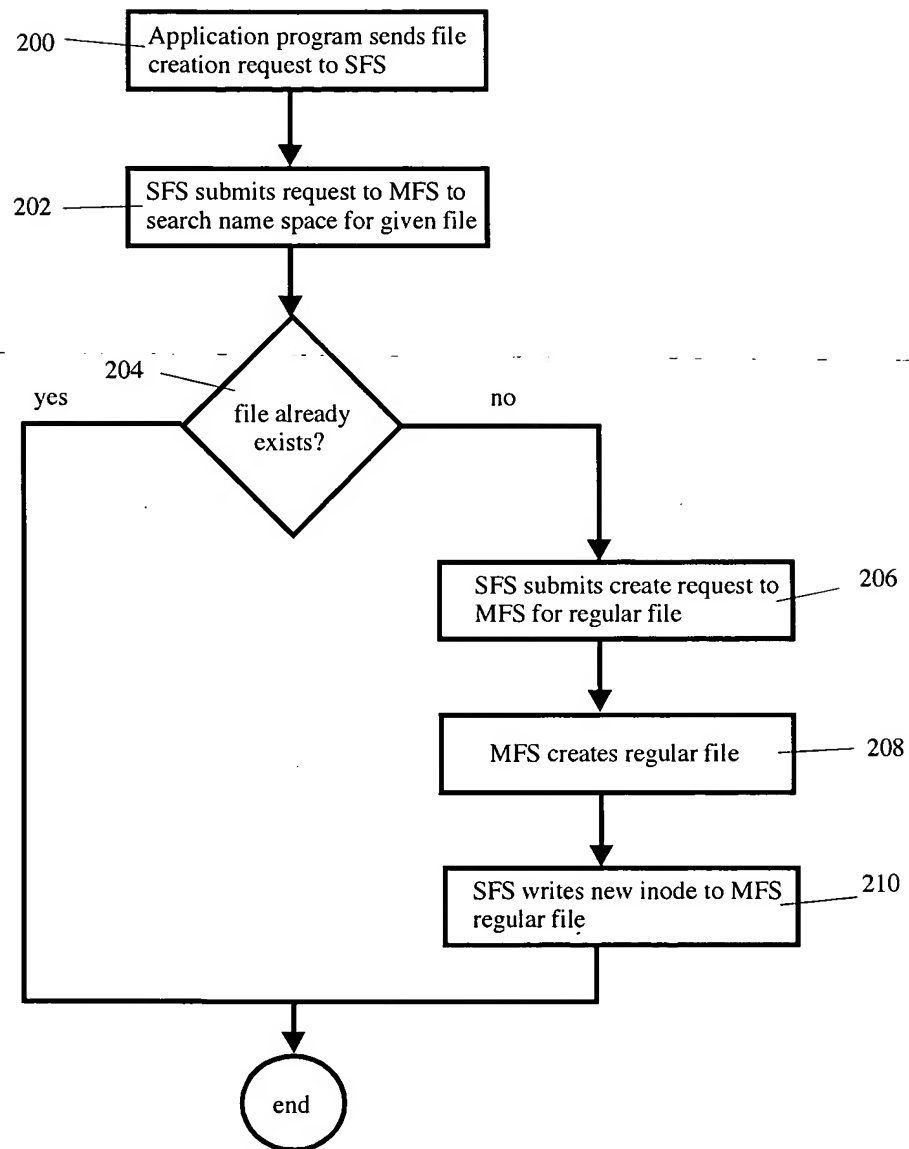 200
Application program sends file
creation request to SFS
202
SFS submits request to MFS to
search name space for given file
204
yes
no
file already
exists?
SFS submits create request to
MFS for regular file
206
MFS creates regular file
208
SFS writes new inode to MFS
regular file
210
end